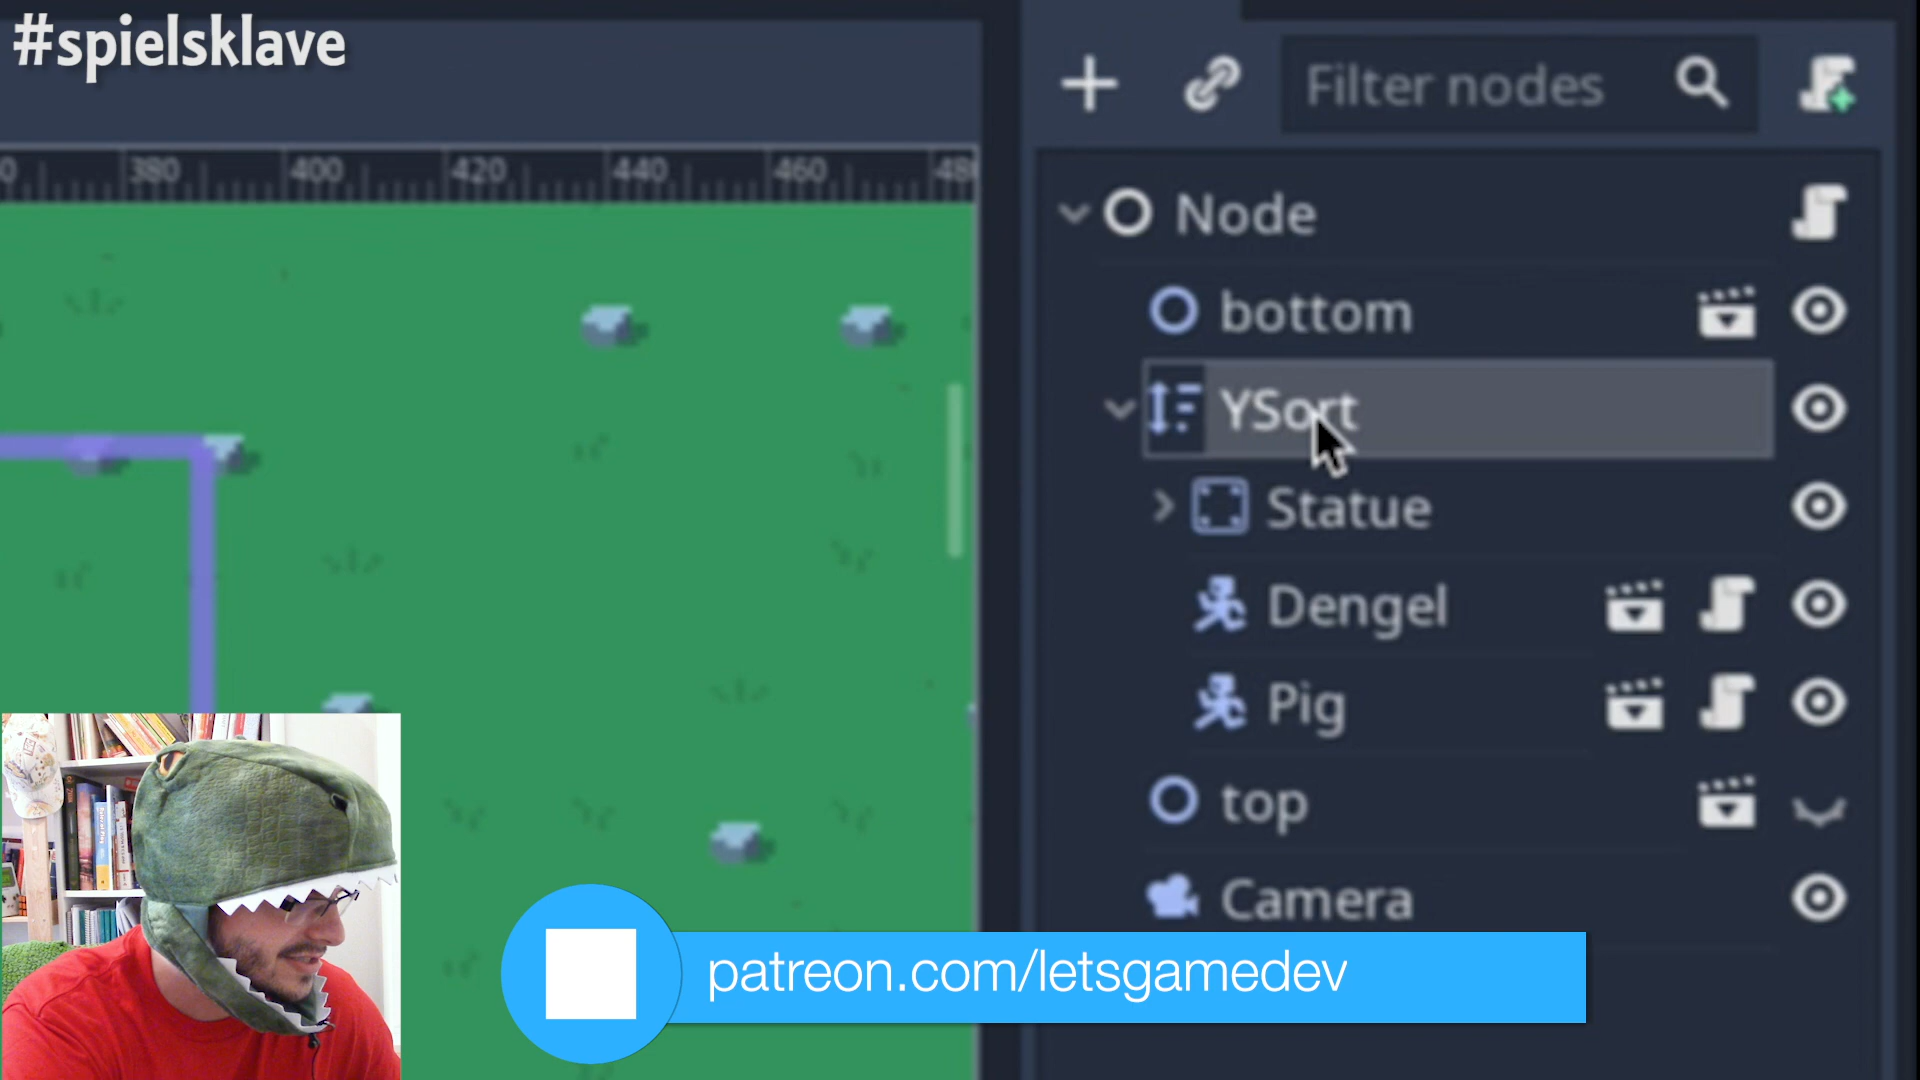 #spielsklave
Filter nodes
380 400 420 440 460 48
Node
bottom
YSort
Statue
Dengel
Pig
top
Camera
patreon.com/letsgamedev